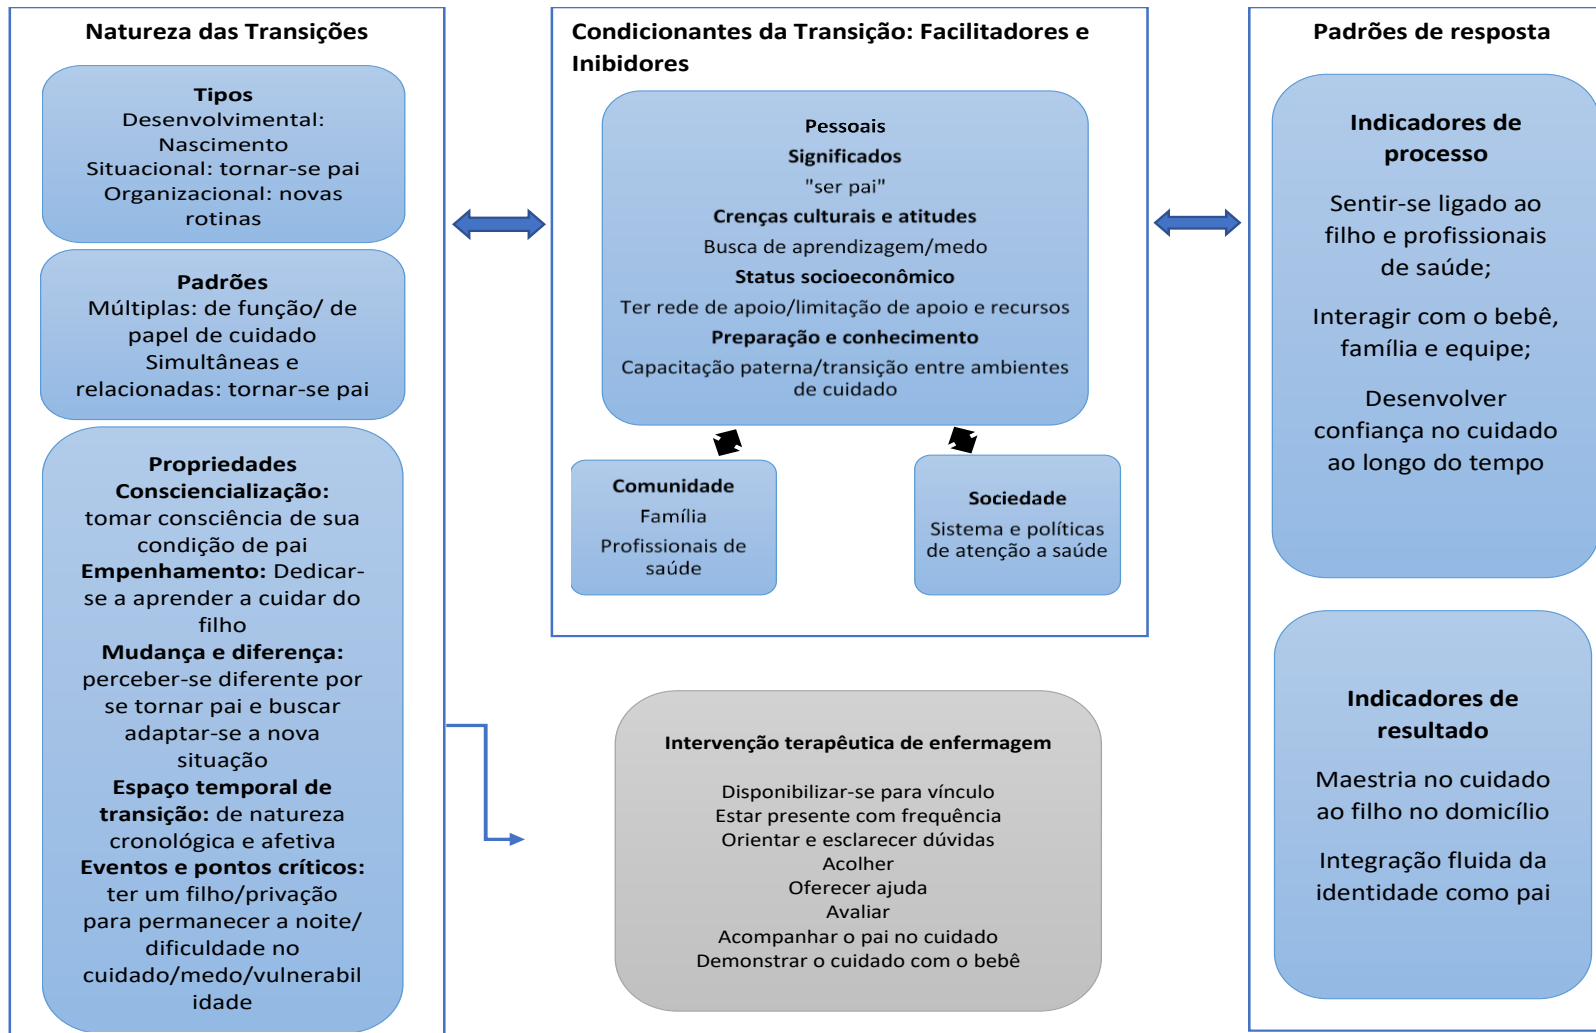 Natureza das Transições
Tipos
Desenvolvimental:
Nascimento
Situacional: tornar-se pai
Organizacional: novas
rotinas
Padrões
Múltiplas: de função/ de
papel de cuidado
Simultâneas e
relacionadas: tornar-se pai
Propriedades
Consciencialização:
tomar consciência de sua
condição de pai
Empenhamento: Dedicar-
se a aprender a cuidar do
filho
Mudança e diferença:
perceber-se diferente por
se tornar pai e buscar
adaptar-se a nova
situação
Espaço temporal de
transição: de natureza
cronológica e afetiva
Eventos e pontos críticos:
ter um filho/privação
para permanecer a noite/
dificuldade no
cuidado/medo/vulnerabil
idade
Condicionantes da Transição: Facilitadores e
Inibidores
Pessoais
Significados
"ser pai"
Crenças culturais e atitudes
Busca de aprendizagem/medo
Status socioeconômico
Ter rede de apoio/limitação de apoio e recursos
Preparação e conhecimento
Capacitação paterna/transição entre ambientes
de cuidado
Comunidade
Família
Profissionais de
saúde
Sociedade
Sistema e políticas
de atenção a saúde
Intervenção terapêutica de enfermagem
Disponibilizar-se para vínculo
Estar presente com frequência
Orientar e esclarecer dúvidas
Acolher
Oferecer ajuda
Avaliar
Acompanhar o pai no cuidado
Demonstrar o cuidado com o bebê
Padrões de resposta
Indicadores de
processo
Sentir-se ligado ao
filho e profissionais
de saúde;
Interagir com o bebê,
família e equipe;
Desenvolver
confiança no cuidado
ao longo do tempo
Indicadores de
resultado
Maestria no cuidado
ao filho no domicílio
Integração fluida da
identidade como pai